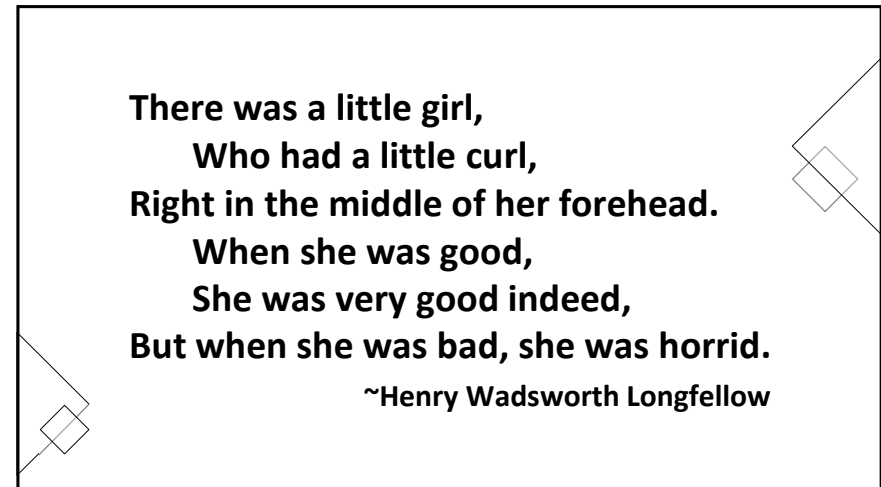 There was a little girl,
Who had a little curl,
Right in the middle of her forehead.
When she was good,
She was very good indeed,
But when she was bad, she was horrid.
~Henry Wadsworth Longfellow